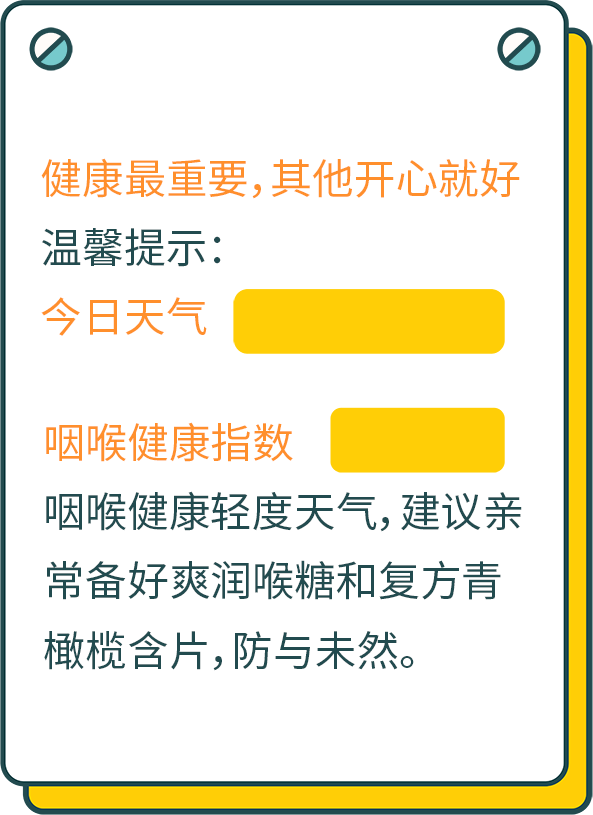 健康最重要，其他开心就好
温馨提示：
今日天气
咽喉健康指数
咽喉健康轻度天气，建议亲
常备好爽润喉糖和复方青
橄榄含片，防与未然。